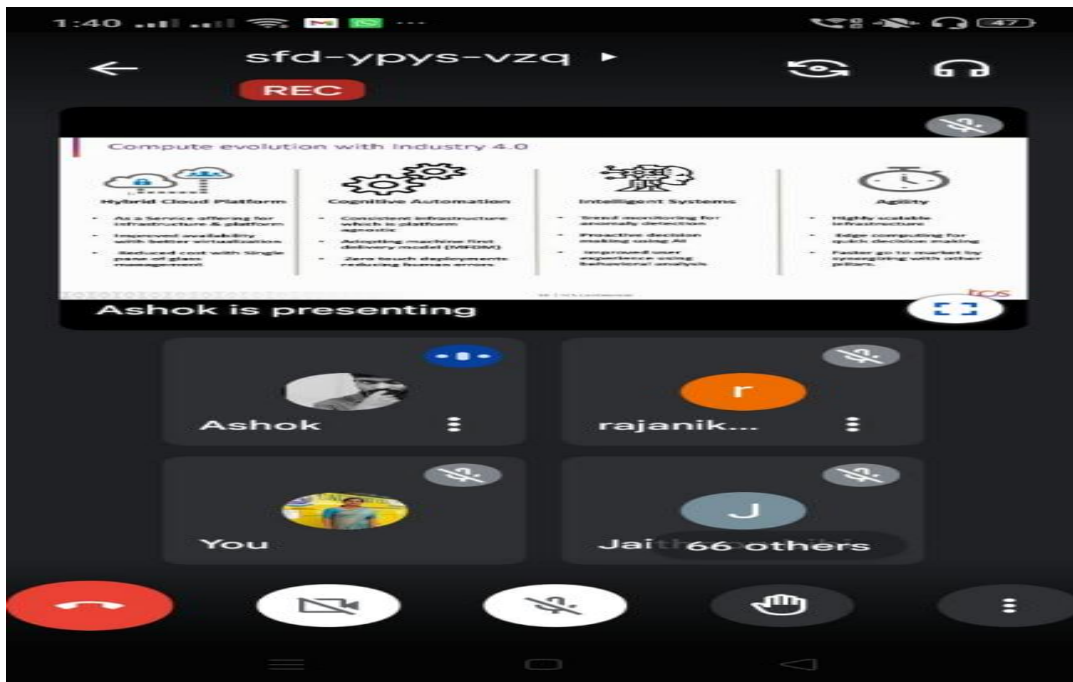 1:40
47
sfd-ypys-vzq
REC
Compute evolution with Industry 4.0
Hybrid Cloud Platform
• As a Service offering for
infrastructure & platform
• Improved availability
with better virtualization
• Reduced cost with Single
pane of glass
management
Cognitive Automation
• Consistent infrastructure
which is platform
agnostic
• Adopting machine first
delivery model (MFDM)
• Zero touch deployments
reducing human errors
Intelligent Systems
• Trend monitoring for
anomaly detection
• Proactive decision
making using AI
• Improved user
experience using
behavioral analysis
Agility
• Highly scalable
infrastructure
• Edge computing for
quick decision making
• Faster go to market by
synergizing with other
pillars.
tcs
Ashok is presenting
Ashok
r
rajanik...
You
J
Jai
66 others